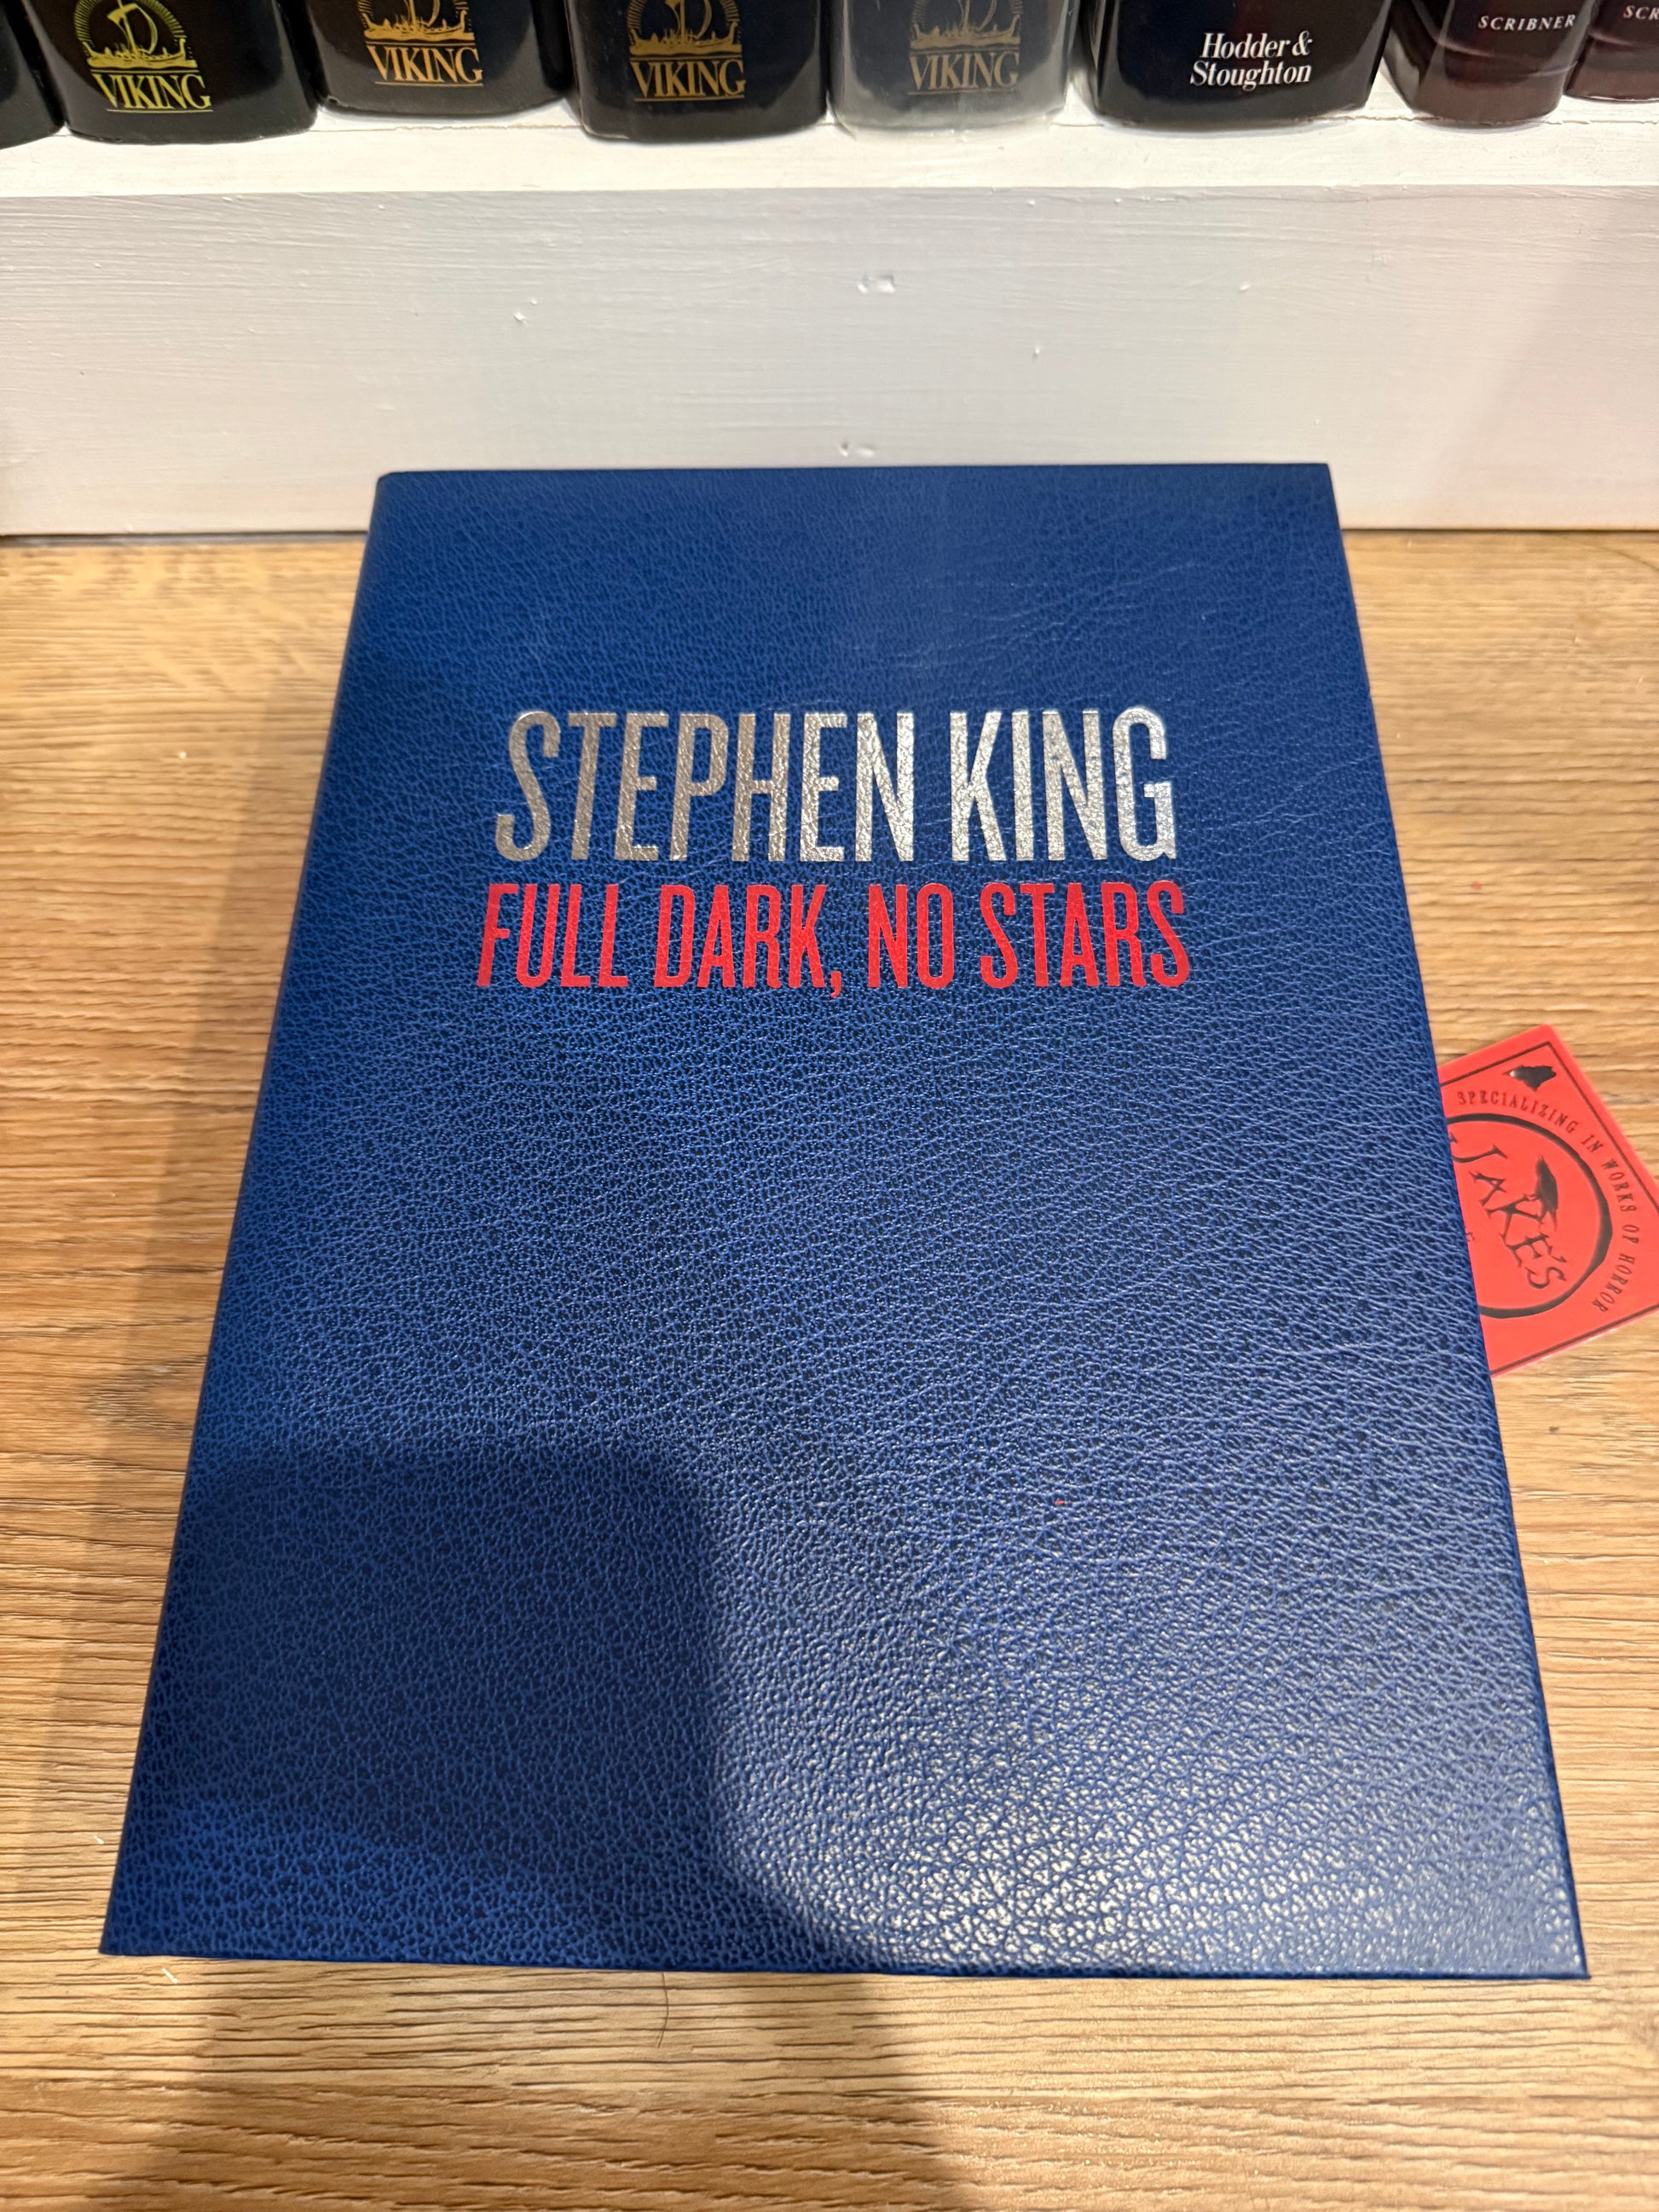 VIKING
VIKING
VIKING
VIKING
Hodder &
Stoughton
SCRIBNER
SCR
STEPHEN KING
FULL DARK, NO STARS
SPECIALIZING IN WORKS OF HORROR
JAKE'S